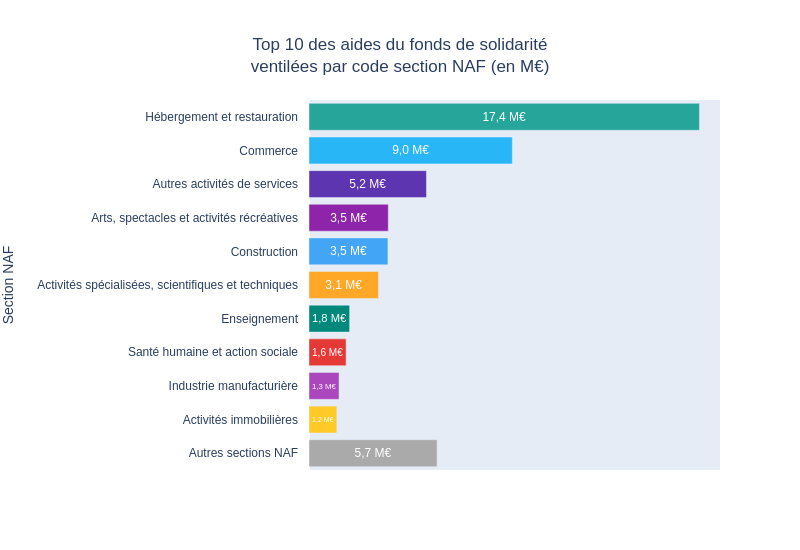 Top 10 des aides du fonds de solidarité
ventilées par code section NAF (en M€)
Section NAF
Hébergement et restauration 17,4 M€
Commerce 9,0 M€
Autres activités de services 5,2 M€
Arts, spectacles et activités récréatives 3,5 M€
Construction 3,5 M€
Activités spécialisées, scientifiques et techniques 3,1 M€
Enseignement 1,8 M€
Santé humaine et action sociale 1,6 M€
Industrie manufacturière 1,3 M€
Activités immobilières 1,2 M€
Autres sections NAF 5,7 M€